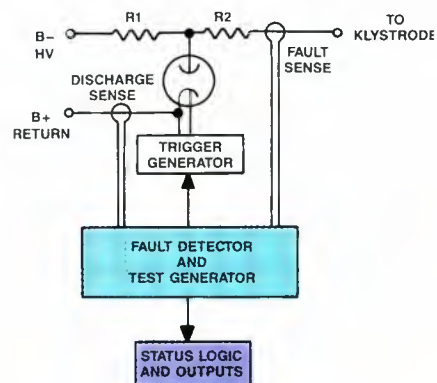 B–
HV
R1
R2
TO
KLYSTRODE
FAULT
SENSE
DISCHARGE
SENSE
B+
RETURN
TRIGGER
GENERATOR
FAULT DETECTOR
AND
TEST GENERATOR
STATUS LOGIC
AND OUTPUTS